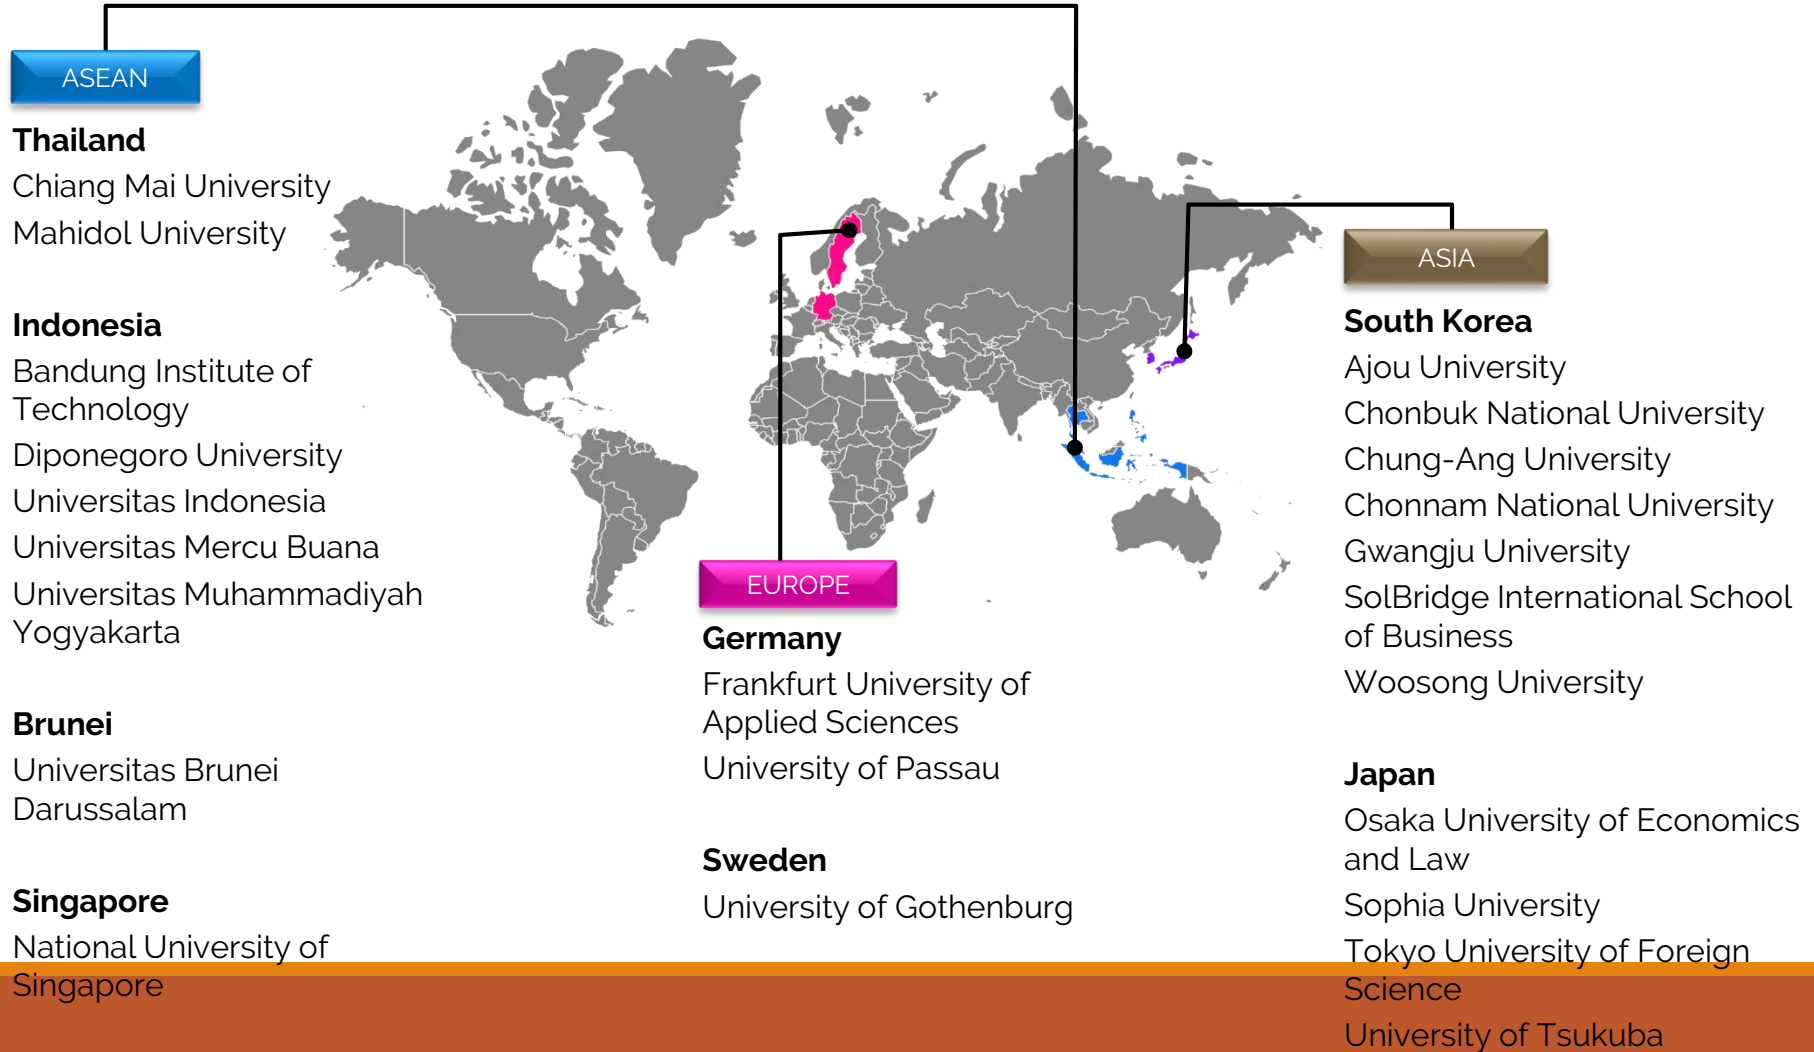 ASEAN
Thailand
Chiang Mai University
Mahidol University
Indonesia
Bandung Institute of
Technology
Diponegoro University
Universitas Indonesia
Universitas Mercu Buana
Universitas Muhammadiyah
Yogyakarta
Brunei
Universitas Brunei
Darussalam
Singapore
National University of
Singapore
EUROPE
Germany
Frankfurt University of
Applied Sciences
University of Passau
Sweden
University of Gothenburg
ASIA
South Korea
Ajou University
Chonbuk National University
Chung-Ang University
Chonnam National University
Gwangju University
SolBridge International School
of Business
Woosong University
Japan
Osaka University of Economics
and Law
Sophia University
Tokyo University of Foreign
Science
University of Tsukuba